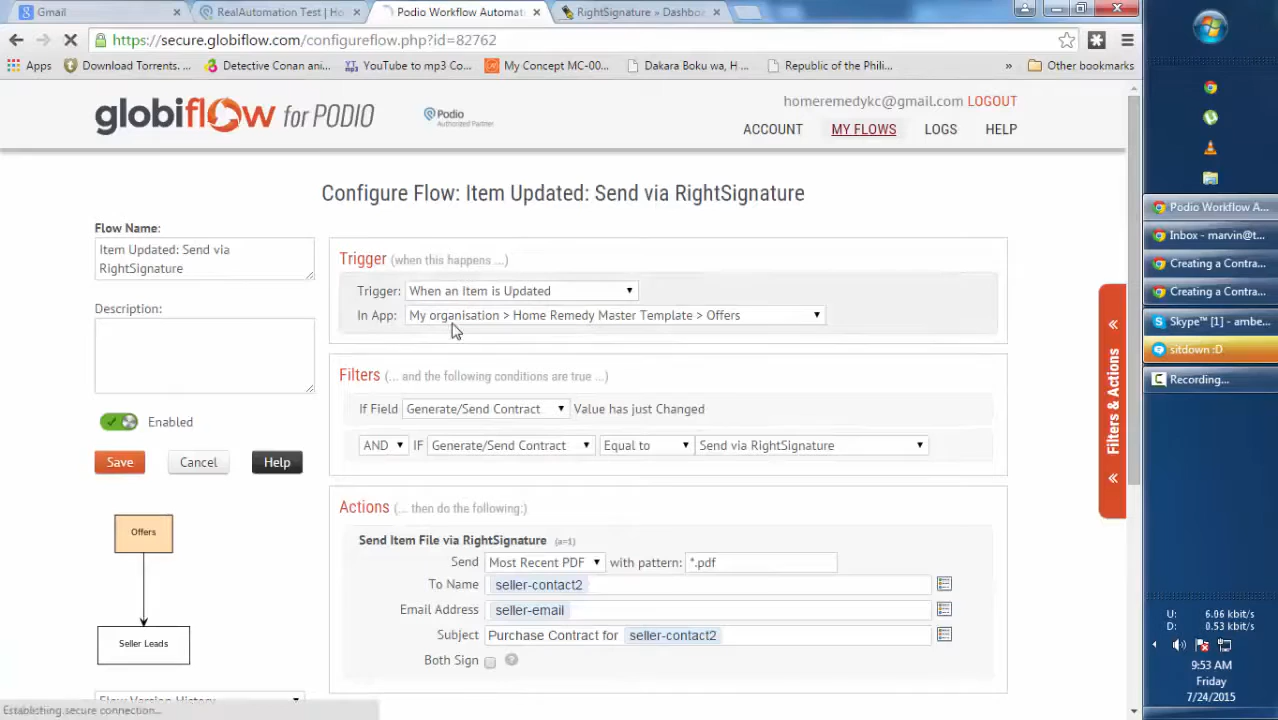 Gmail
RealAutomation Test | Ho
Podio Workflow Automat
RightSignature » Dashbo
https://secure.globiflow.com/configureflow.php?id=82762
Apps
Download Torrents. ...
Detective Conan ani...
YouTube to mp3 Co...
My Concept MC-00...
Dakara Boku wa, H ...
Republic of the Phili...
»
Other bookmarks
globiflow for PODIO
Podio
Authorized Partner
homeremedykc@gmail.com LOGOUT
ACCOUNT
MY FLOWS
LOGS
HELP
Configure Flow: Item Updated: Send via RightSignature
Flow Name:
Item Updated: Send via
RightSignature
Description:
Enabled
Save
Cancel
Help
Offers
Seller Leads
Flow Version History
Trigger (when this happens ...)
Trigger: When an Item is Updated
In App: My organisation > Home Remedy Master Template > Offers
Filters (... and the following conditions are true ...)
If Field Generate/Send Contract Value has just Changed
AND IF Generate/Send Contract Equal to Send via RightSignature
Actions (... then do the following:)
Send Item File via RightSignature (a=1)
Send Most Recent PDF with pattern: *.pdf
To Name seller-contact2
Email Address seller-email
Subject Purchase Contract for seller-contact2
Both Sign
Filters & Actions
Establishing secure connection...
Podio Workflow A...
Inbox - marvin@t...
Creating a Contra...
Creating a Contra...
Skype™ [1] - ambe...
sitdown :D
Recording...
U: 6.06 kbit/s
D: 0.53 kbit/s
9:53 AM
Friday
7/24/2015